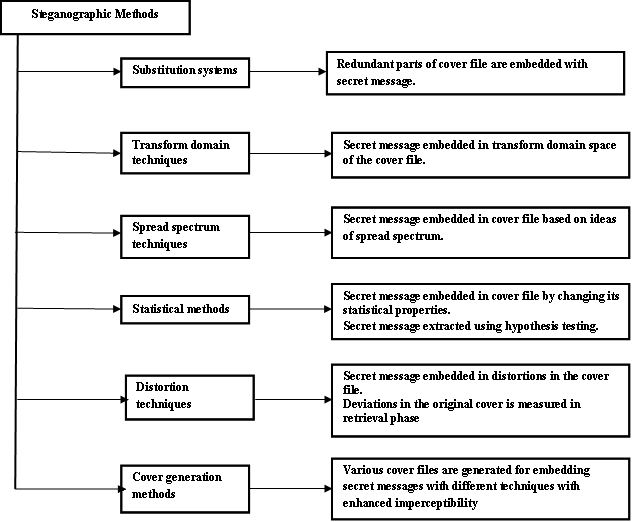 Steganographic Methods
Substitution systems
Redundant parts of cover file are embedded with
secret message.
Transform domain
techniques
Secret message embedded in transform domain space
of the cover file.
Spread spectrum
techniques
Secret message embedded in cover file based on ideas
of spread spectrum.
Statistical methods
Secret message embedded in cover file by changing its
statistical properties.
Secret message extracted using hypothesis testing.
Distortion
techniques
Secret message embedded in distortions in the cover
file.
Deviations in the original cover is measured in
retrieval phase
Cover generation
methods
Various cover files are generated for embedding
secret messages with different techniques with
enhanced imperceptibility